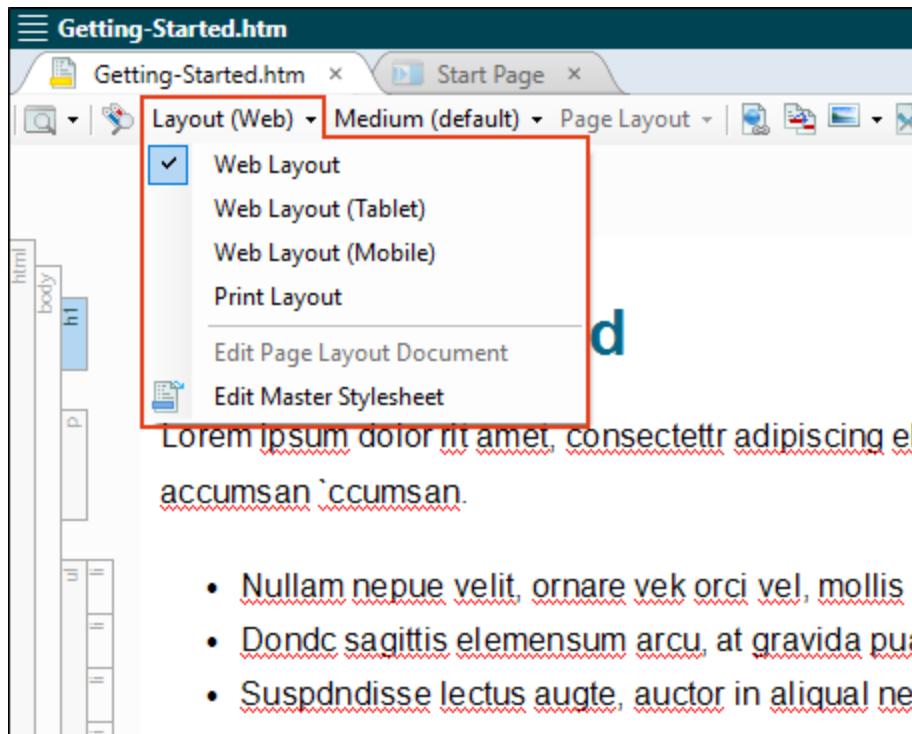 Getting-Started.htm
Getting-Started.htm × Start Page ×
Layout (Web) Medium (default) Page Layout
Web Layout
Web Layout (Tablet)
Web Layout (Mobile)
Print Layout
Edit Page Layout Document
Edit Master Stylesheet
html
body
h1
d
p
Lorem ipsum dolor rit amet, consectettr adipiscing el
accumsan `ccumsan.
ul
li
• Nullam nepue velit, ornare vek orci vel, mollis
li
• Dondc sagittis elemensum arcu, at gravida pua
li
• Suspdndisse lectus augte, auctor in aliqual ne
li